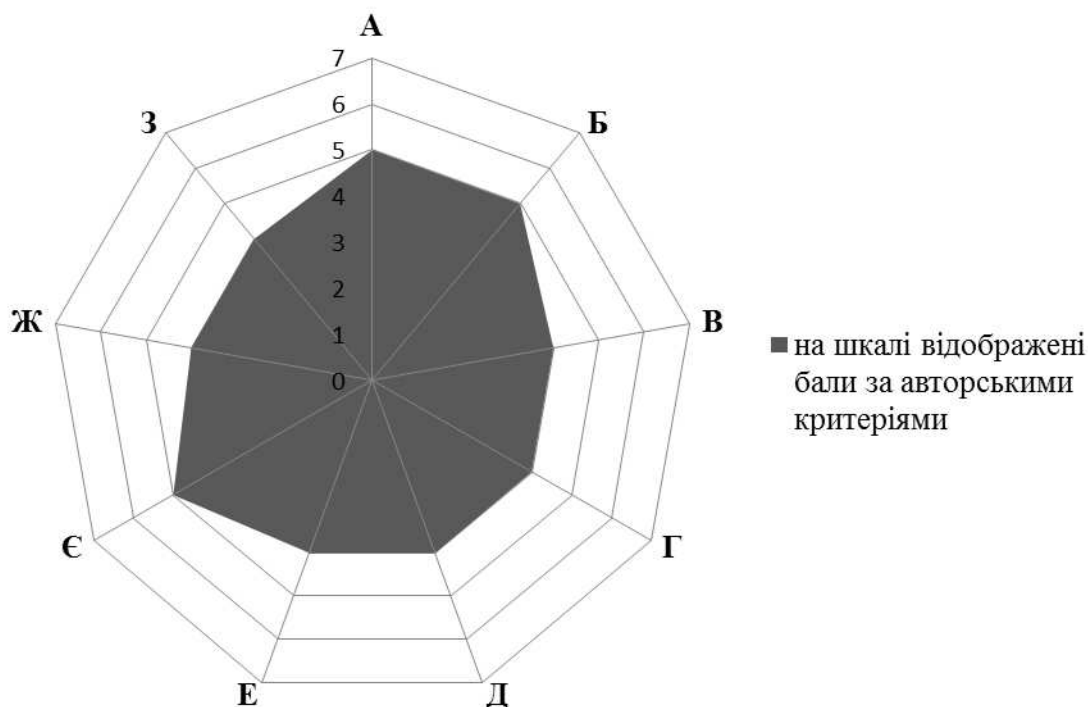 А
7
6
5
4
3
2
1
0
Б
В
Г
Д
Е
Є
Ж
З
на шкалі відображені
бали за авторськими
критеріями